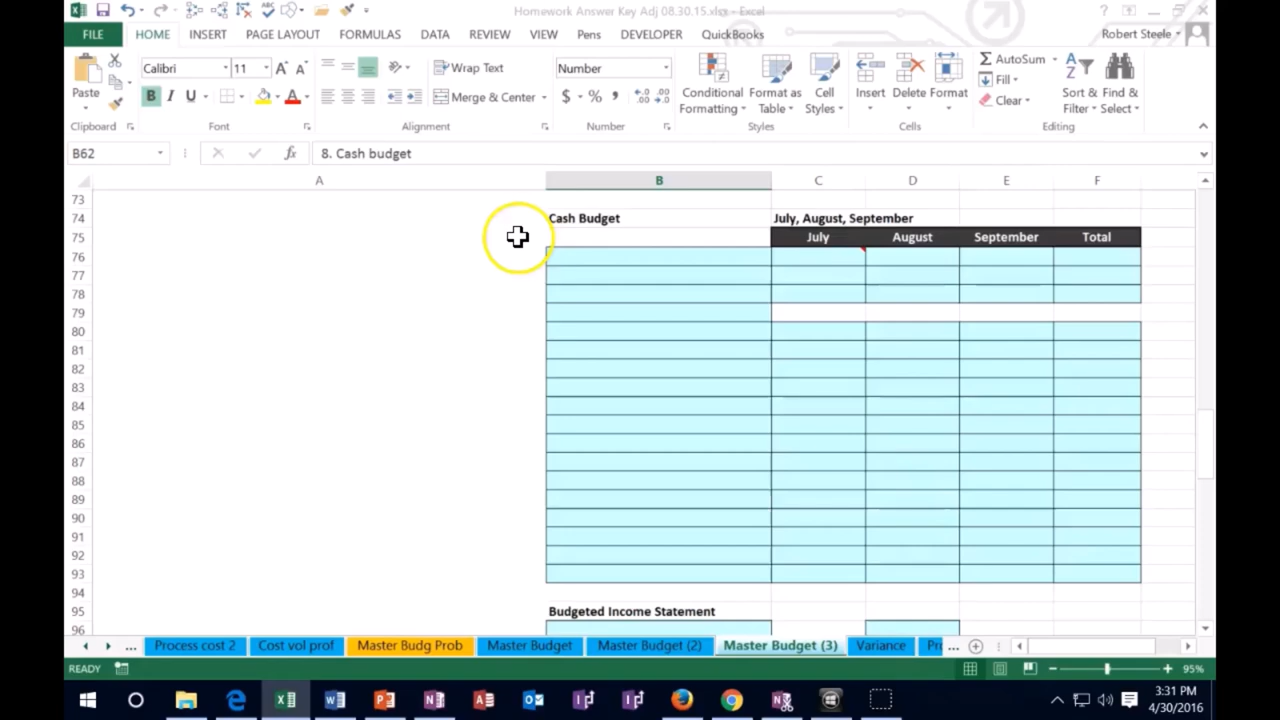 Homework Answer Key Adj 08.30.15.xlsx - Excel
FILE HOME INSERT PAGE LAYOUT FORMULAS DATA REVIEW VIEW Pens DEVELOPER QuickBooks Robert Steele
Calibri 11 Wrap Text Number AutoSum
Fill
Paste B I U Merge & Center $ % Conditional Formatting Format as Table Cell Styles Insert Delete Format Clear Sort & Filter Find & Select
Clipboard Font Alignment Number Styles Cells Editing
B62 fx 8. Cash budget
A B C D E F
73
74 Cash Budget July, August, September
75 July August September Total
76
77
78
79
80
81
82
83
84
85
86
87
88
89
90
91
92
93
94
95 Budgeted Income Statement
96
... Process cost 2 Cost vol prof Master Budg Prob Master Budget Master Budget (2) Master Budget (3) Variance Pr ...
READY 95%
3:31 PM
4/30/2016